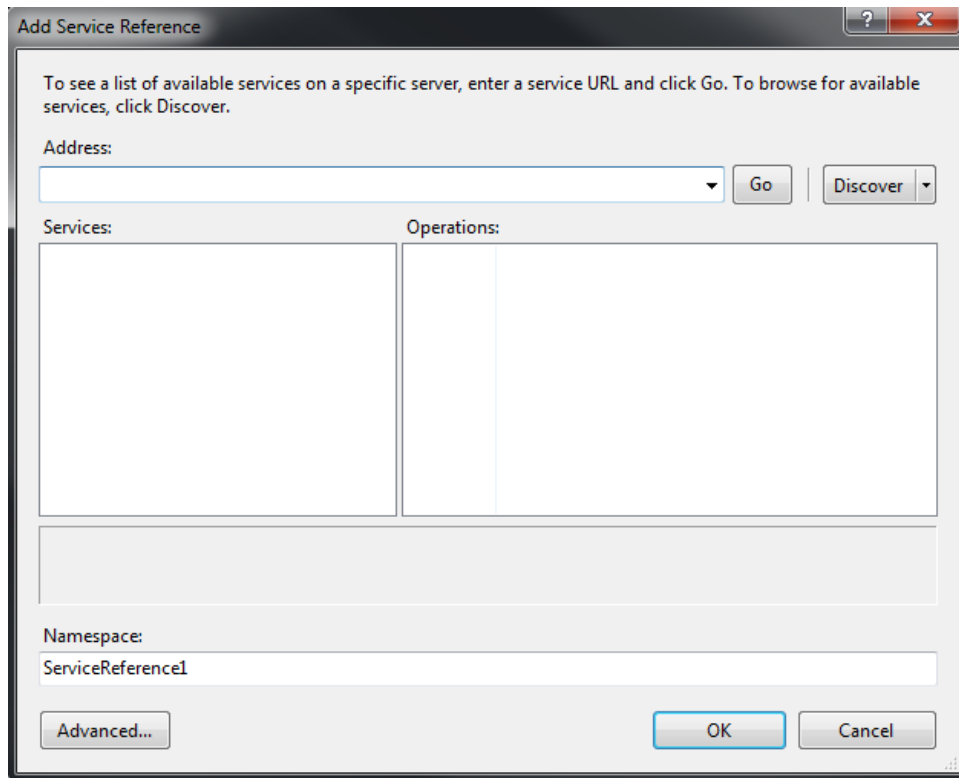 Add Service Reference
?
x
To see a list of available services on a specific server, enter a service URL and click Go. To browse for available
services, click Discover.
Address:
Go
Discover
Services:
Operations:
Namespace:
ServiceReference1
Advanced...
OK
Cancel